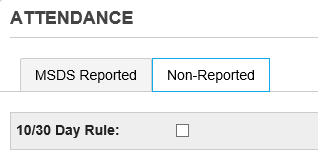 ATTENDANCE
MSDS Reported Non-Reported
10/30 Day Rule: